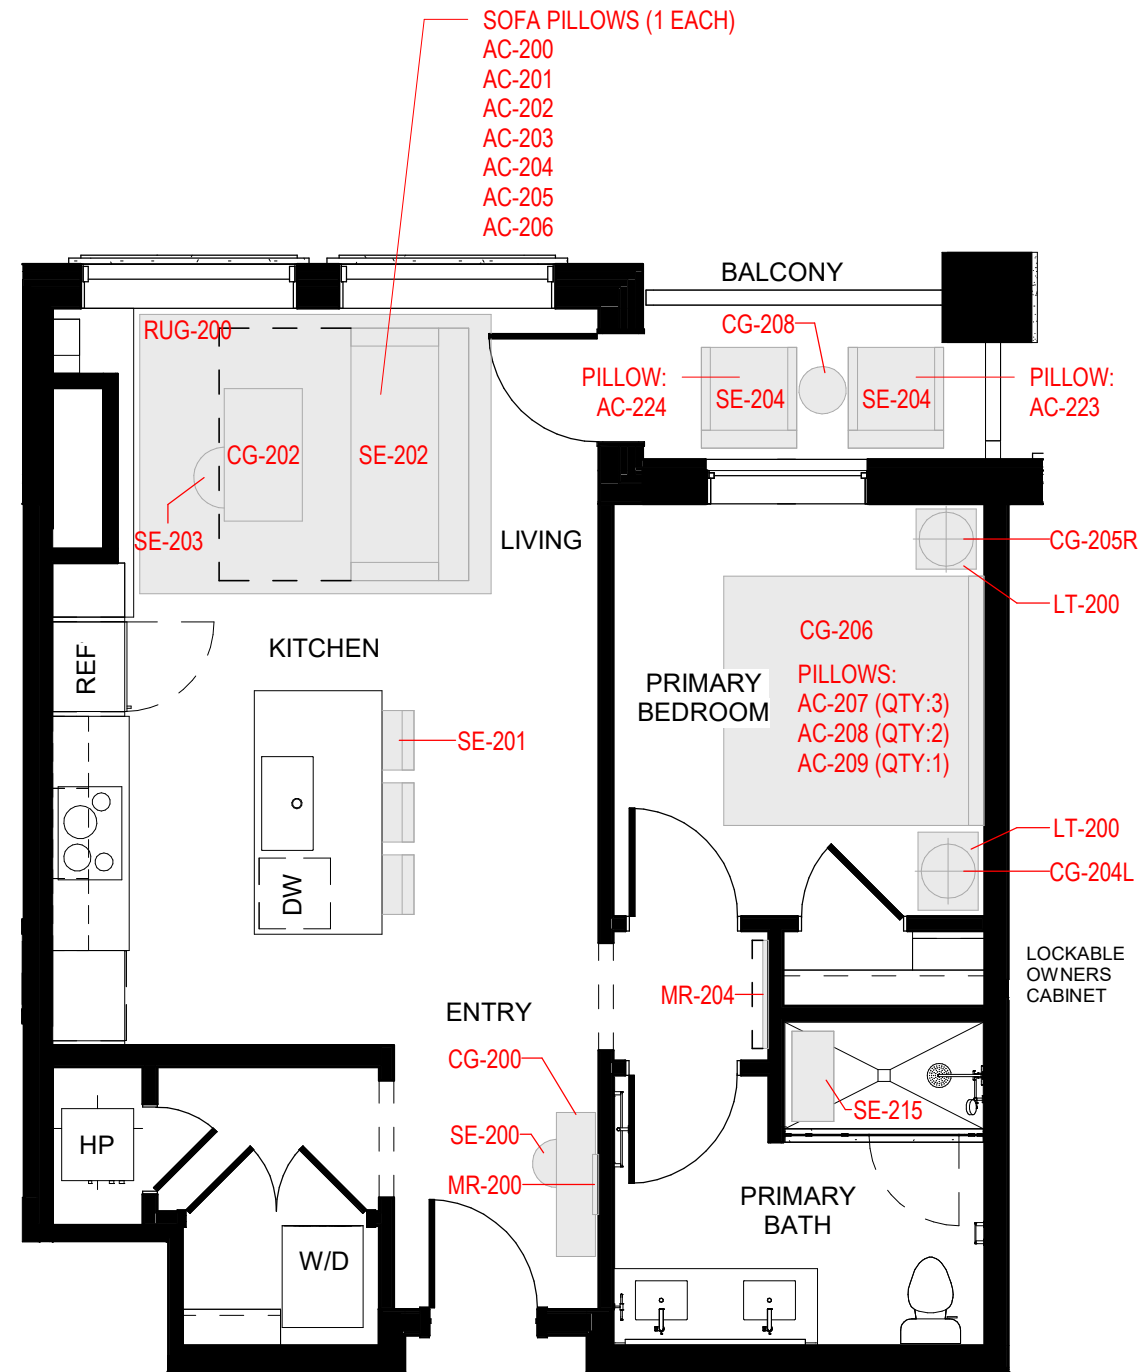 SOFA PILLOWS (1 EACH)
AC-200
AC-201
AC-202
AC-203
AC-204
AC-205
AC-206
BALCONY
RUG-200
CG-208
PILLOW:
AC-224
SE-204
SE-204
PILLOW:
AC-223
CG-202
SE-202
SE-203
LIVING
CG-205R
LT-200
KITCHEN
REF
CG-206
PILLOWS:
AC-207 (QTY:3)
AC-208 (QTY:2)
AC-209 (QTY:1)
PRIMARY
BEDROOM
SE-201
LT-200
CG-204L
DW
LOCKABLE
OWNERS
CABINET
MR-204
ENTRY
CG-200
SE-215
SE-200
HP
MR-200
PRIMARY
BATH
W/D